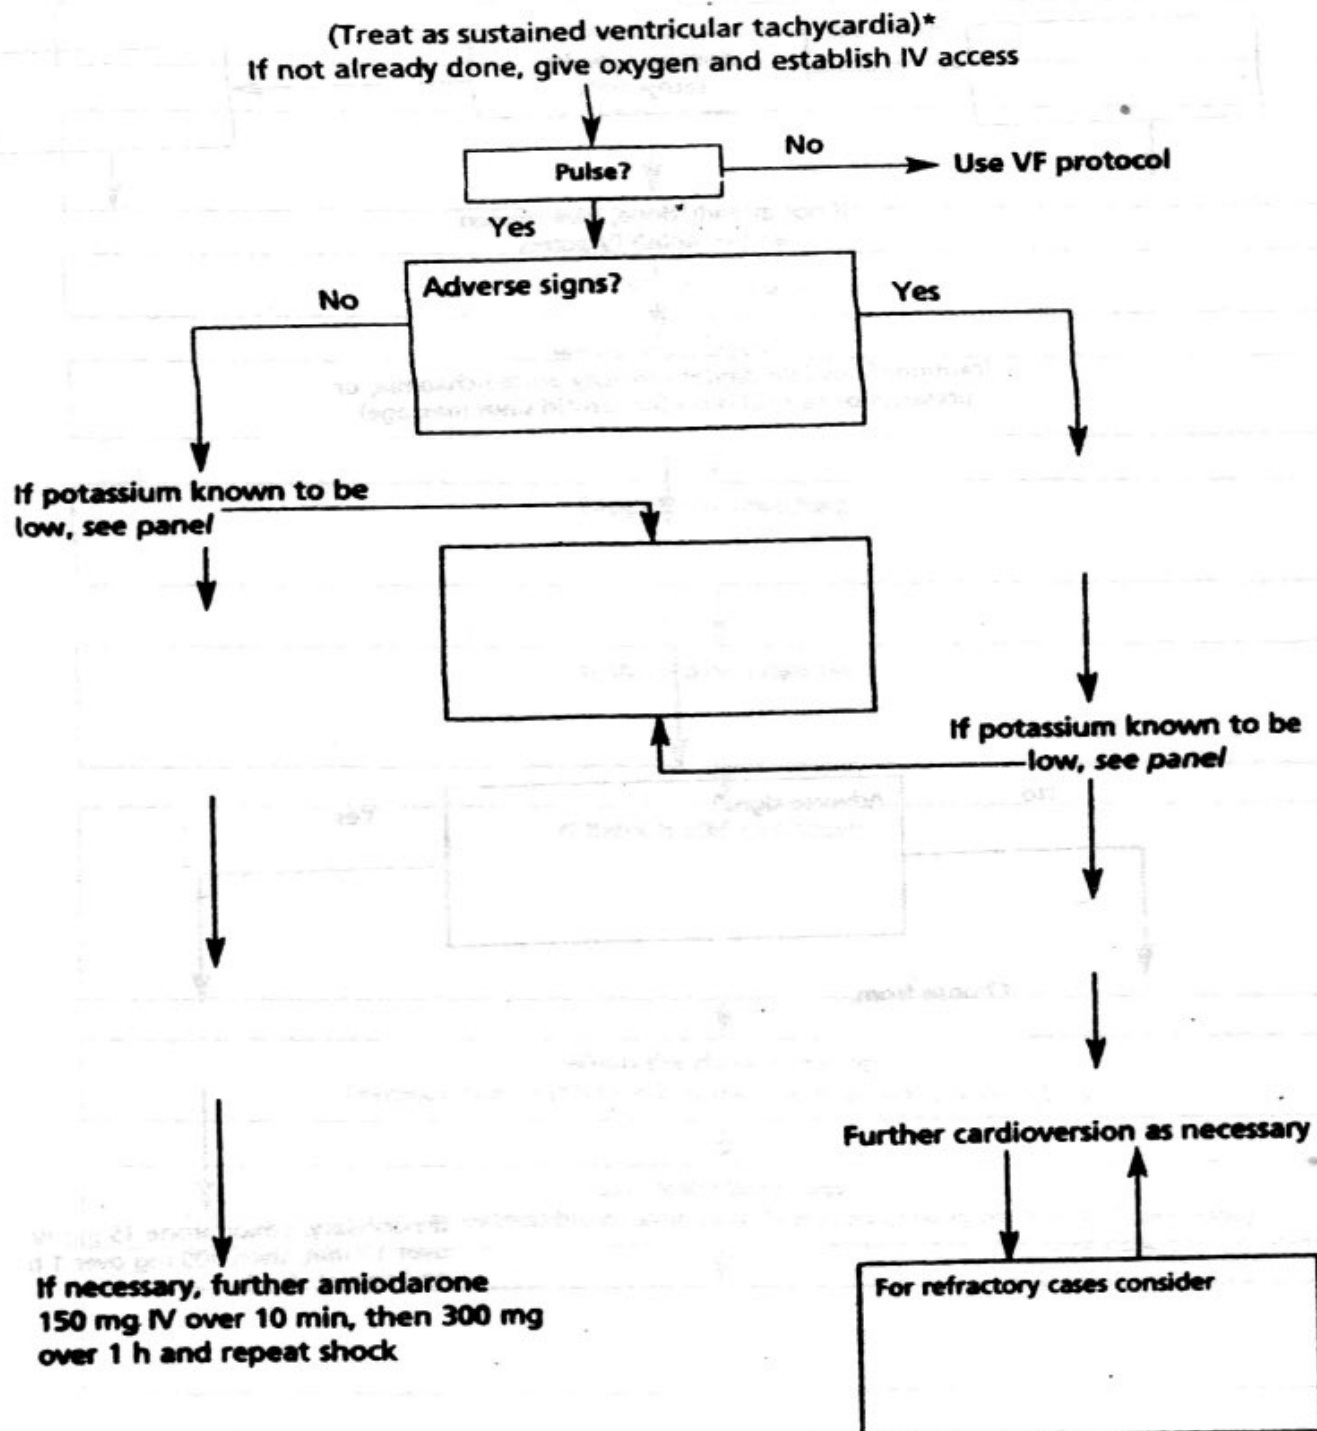 (Treat as sustained ventricular tachycardia)*
If not already done, give oxygen and establish IV access
Pulse?
No
Use VF protocol
Yes
Adverse signs?
No
Yes
If potassium known to be
low, see panel
If potassium known to be
low, see panel
Further cardioversion as necessary
If necessary, further amiodarone
150 mg IV over 10 min, then 300 mg
over 1 h and repeat shock
For refractory cases consider